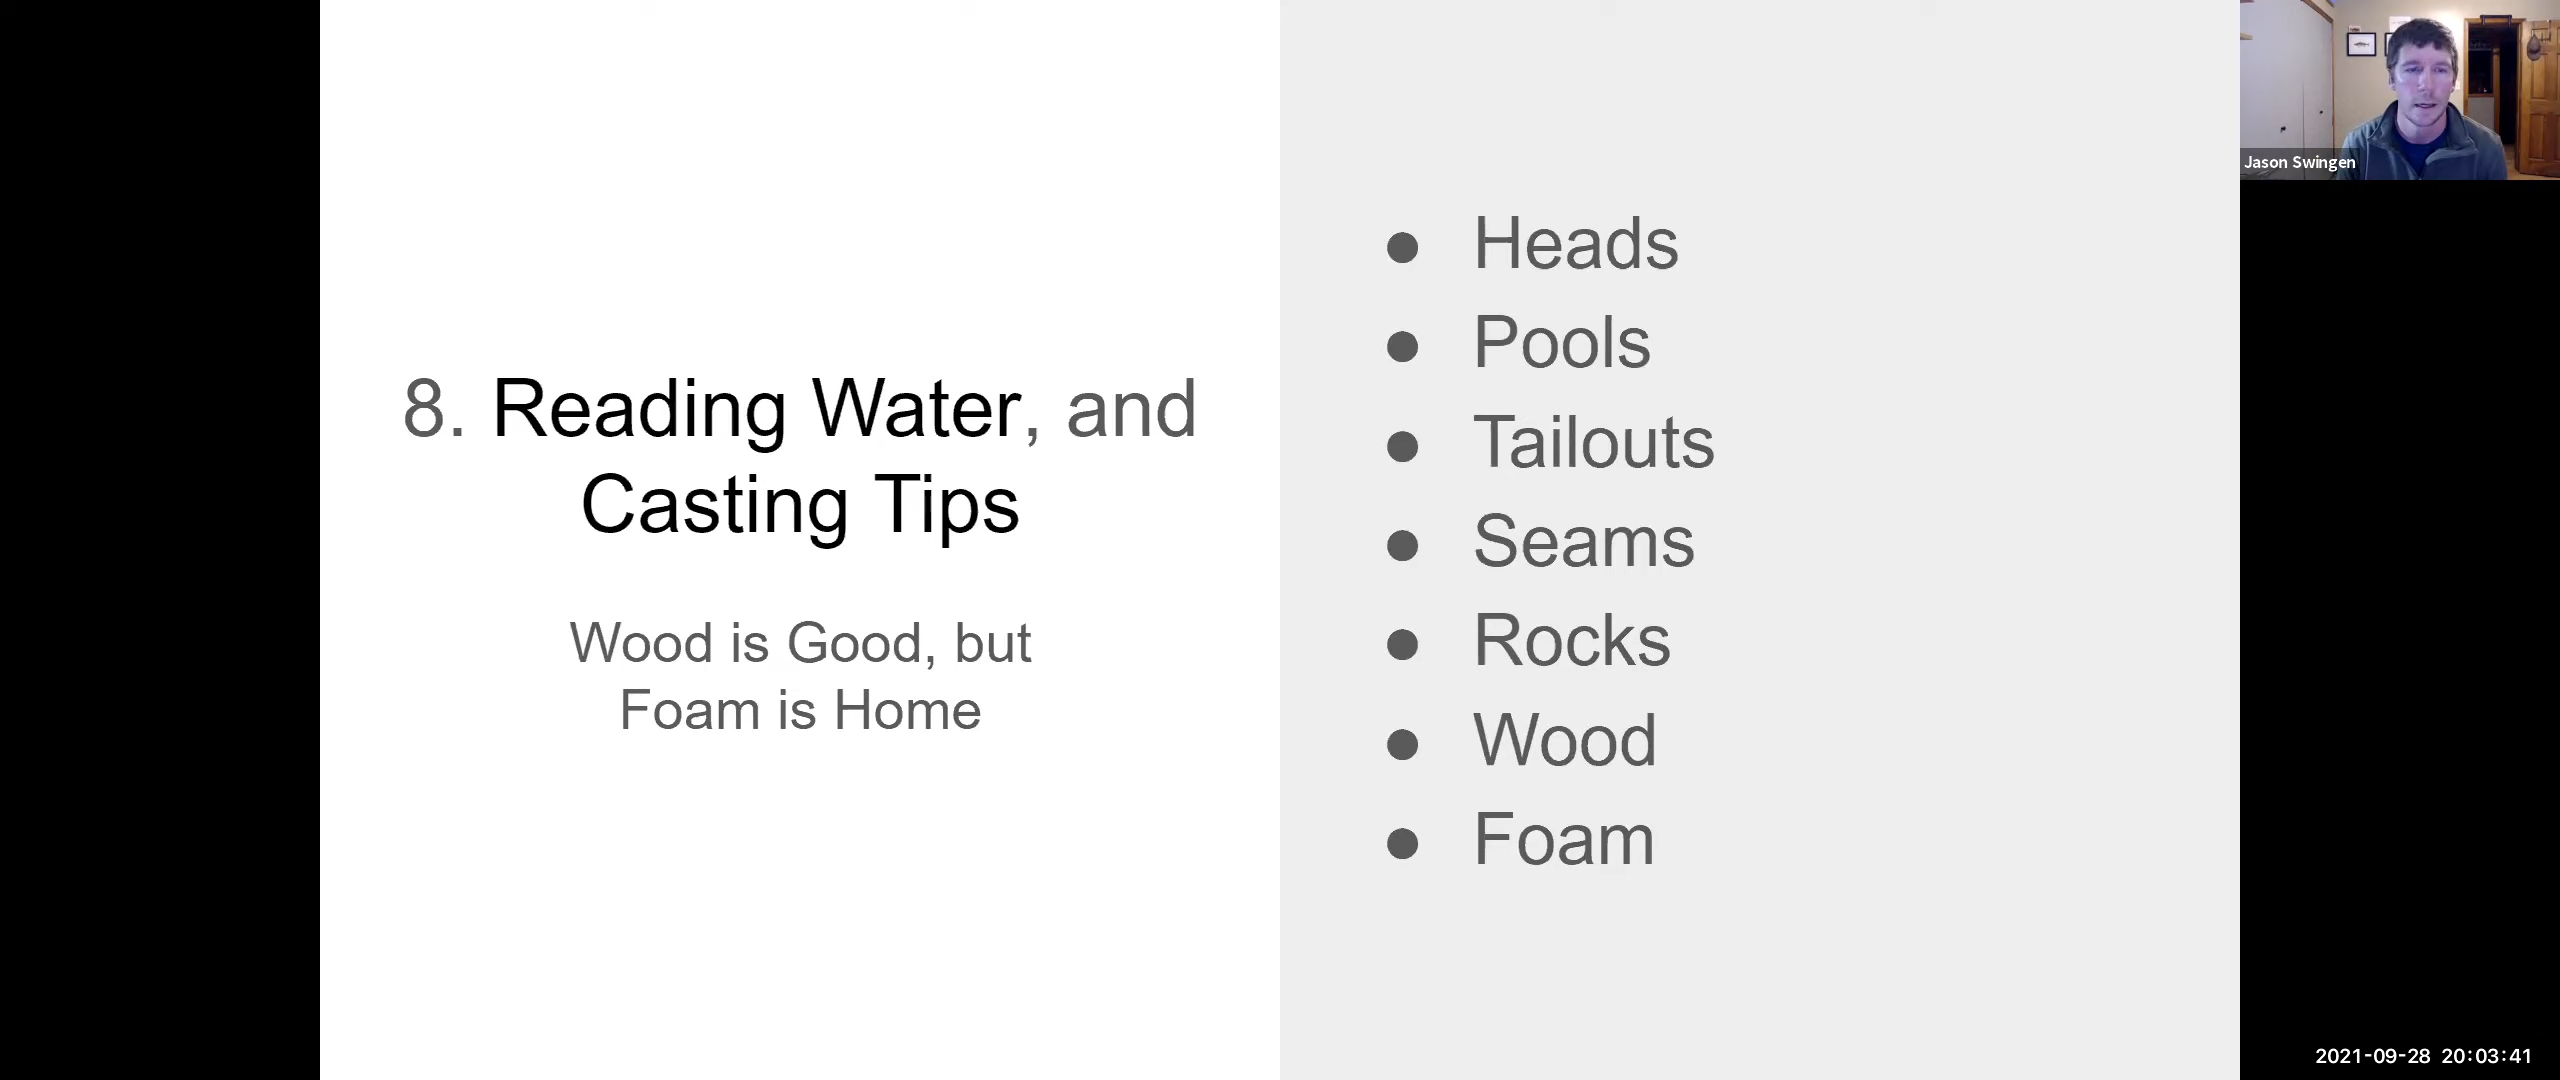 8. Reading Water, and
Casting Tips
Wood is Good, but
Foam is Home
● Heads
● Pools
● Tailouts
● Seams
● Rocks
● Wood
● Foam
Jason Swingen
2021-09-28 20:03:41